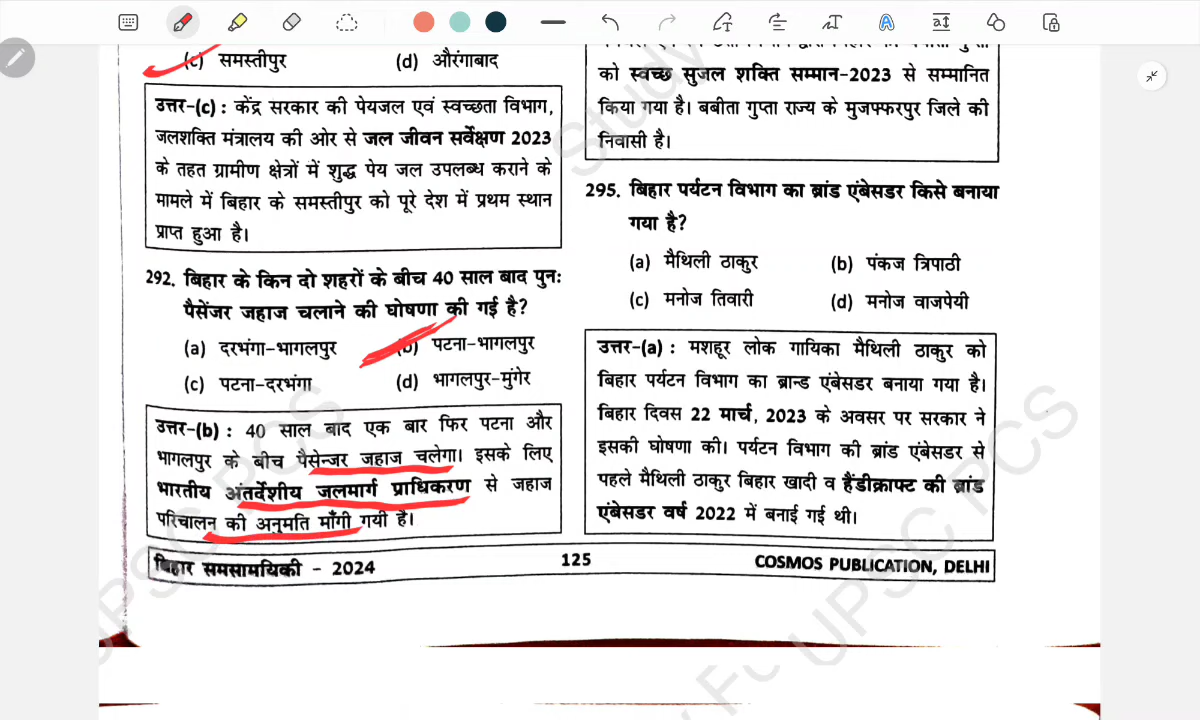 (c) समस्तीपुर (d) औरंगाबाद
उत्तर-(c) : केंद्र सरकार की पेयजल एवं स्वच्छता विभाग,
जलशक्ति मंत्रालय की ओर से जल जीवन सर्वेक्षण 2023
के तहत ग्रामीण क्षेत्रों में शुद्ध पेय जल उपलब्ध कराने के
मामले में बिहार के समस्तीपुर को पूरे देश में प्रथम स्थान
प्राप्त हुआ है।
292. बिहार के किन दो शहरों के बीच 40 साल बाद पुनः
पैसेंजर जहाज चलाने की घोषणा की गई है?
(a) दरभंगा-भागलपुर (b) पटना-भागलपुर
(c) पटना-दरभंगा (d) भागलपुर-मुंगेर
उत्तर-(b) : 40 साल बाद एक बार फिर पटना और
भागलपुर के बीच पैसेन्जर जहाज चलेगा। इसके लिए
भारतीय अंतर्देशीय जलमार्ग प्राधिकरण से जहाज
परिचालन की अनुमति माँगी गयी है।
को स्वच्छ सुजल शक्ति सम्मान-2023 से सम्मानित
किया गया है। बबीता गुप्ता राज्य के मुजफ्फरपुर जिले की
निवासी है।
295. बिहार पर्यटन विभाग का ब्रांड एंबेसडर किसे बनाया
गया है?
(a) मैथिली ठाकुर (b) पंकज त्रिपाठी
(c) मनोज तिवारी (d) मनोज वाजपेयी
उत्तर-(a) : मशहूर लोक गायिका मैथिली ठाकुर को
बिहार पर्यटन विभाग का ब्रान्ड एंबेसडर बनाया गया है।
बिहार दिवस 22 मार्च, 2023 के अवसर पर सरकार ने
इसकी घोषणा की। पर्यटन विभाग की ब्रांड एंबेसडर से
पहले मैथिली ठाकुर बिहार खादी व हैंडीक्राफ्ट की ब्रांड
एंबेसडर वर्ष 2022 में बनाई गई थी।
बिहार समसामयिकी - 2024 125 COSMOS PUBLICATION, DELHI
Study
PCS
UPSC PCS
UPSC